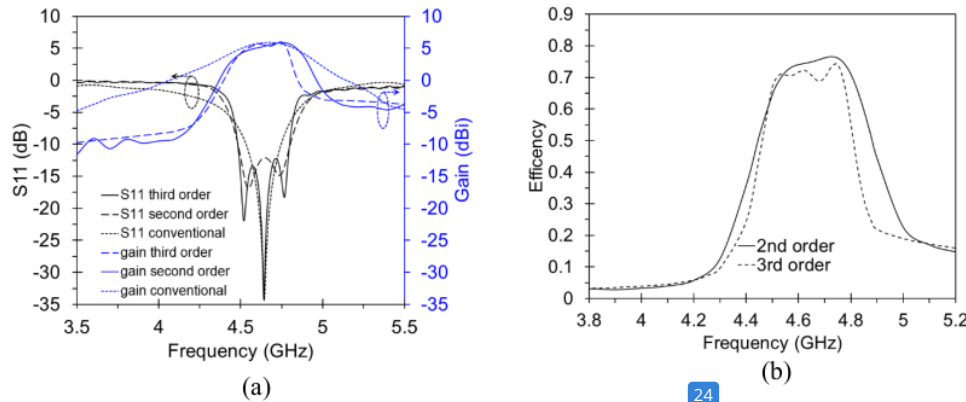 10
5
0
-5
-10
-15
-20
-25
-30
-35
S11 (dB)
S11 third order
S11 second order
S11 conventional
gain third order
gain second order
gain conventional
10
5
0
-5
-10
-15
-20
-25
-30
-35
Gain (dBi)
3.5 4 4.5 5 5.5
Frequency (GHz)
(a)
0.9
0.8
0.7
0.6
0.5
0.4
0.3
0.2
0.1
0
Efficency
2nd order
3rd order
3.8 4 4.2 4.4 4.6 4.8 5 5.2
Frequency (GHz)
(b)
24